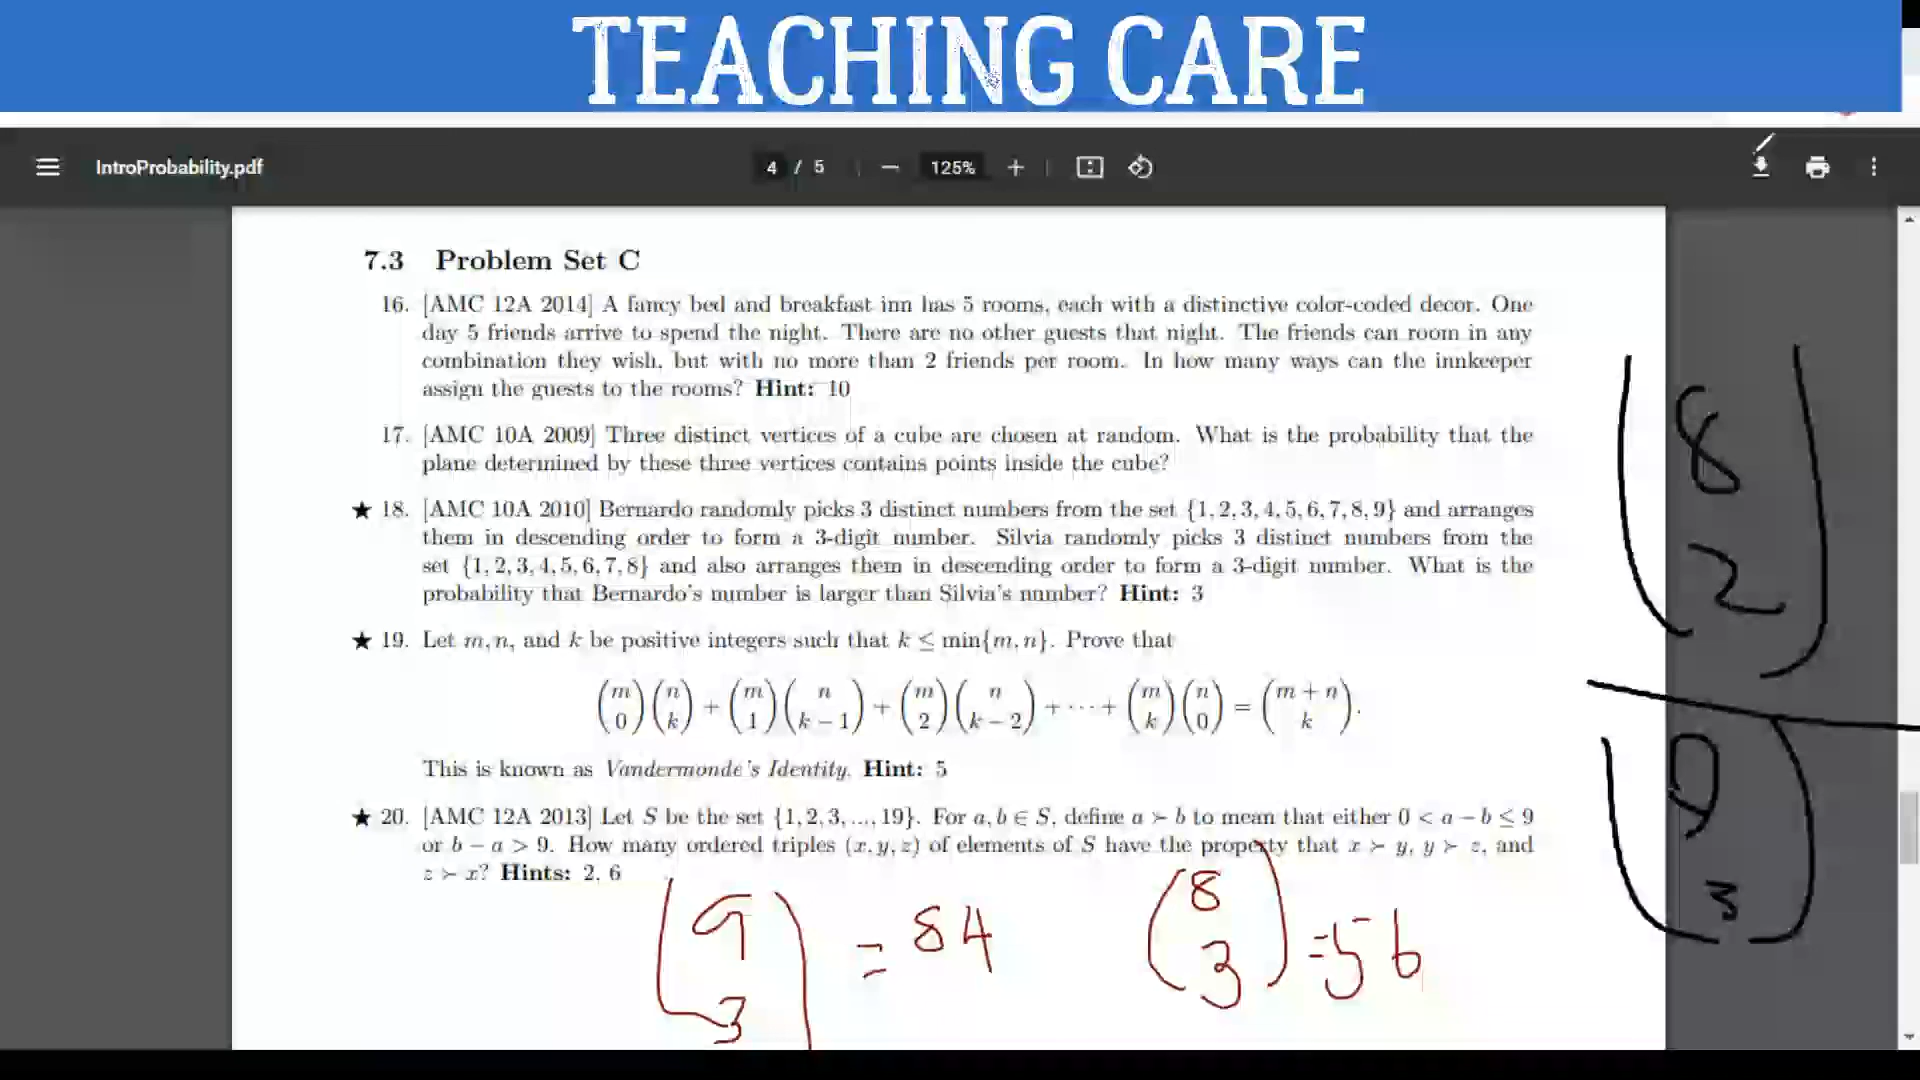 TEACHING CARE
IntroProbability.pdf
4 / 5
125%
7.3 Problem Set C
16. [AMC 12A 2014] A fancy bed and breakfast inn has 5 rooms, each with a distinctive color-coded decor. One
day 5 friends arrive to spend the night. There are no other guests that night. The friends can room in any
combination they wish, but with no more than 2 friends per room. In how many ways can the innkeeper
assign the guests to the rooms? Hint: 10
17. [AMC 10A 2009] Three distinct vertices of a cube are chosen at random. What is the probability that the
plane determined by these three vertices contains points inside the cube?
★ 18. [AMC 10A 2010] Bernardo randomly picks 3 distinct numbers from the set {1, 2, 3, 4, 5, 6, 7, 8, 9} and arranges
them in descending order to form a 3-digit number. Silvia randomly picks 3 distinct numbers from the
set {1, 2, 3, 4, 5, 6, 7, 8} and also arranges them in descending order to form a 3-digit number. What is the
probability that Bernardo's number is larger than Silvia's number? Hint: 3
★ 19. Let m, n, and k be positive integers such that k ≤ min{m, n}. Prove that
(m 0)(n k) + (m 1)(n k − 1) + (m 2)(n k − 2) + ··· + (m k)(n 0) = (m + n k).
This is known as Vandermonde's Identity. Hint: 5
★ 20. [AMC 12A 2013] Let S be the set {1, 2, 3, ..., 19}. For a, b ∈ S, define a ≻ b to mean that either 0 < a − b ≤ 9
or b − a > 9. How many ordered triples (x, y, z) of elements of S have the property that x ≻ y, y ≻ z, and
z ≻ x? Hints: 2, 6
(9 3) = 84
(8 3) = 56
(8 2)
(9 3)